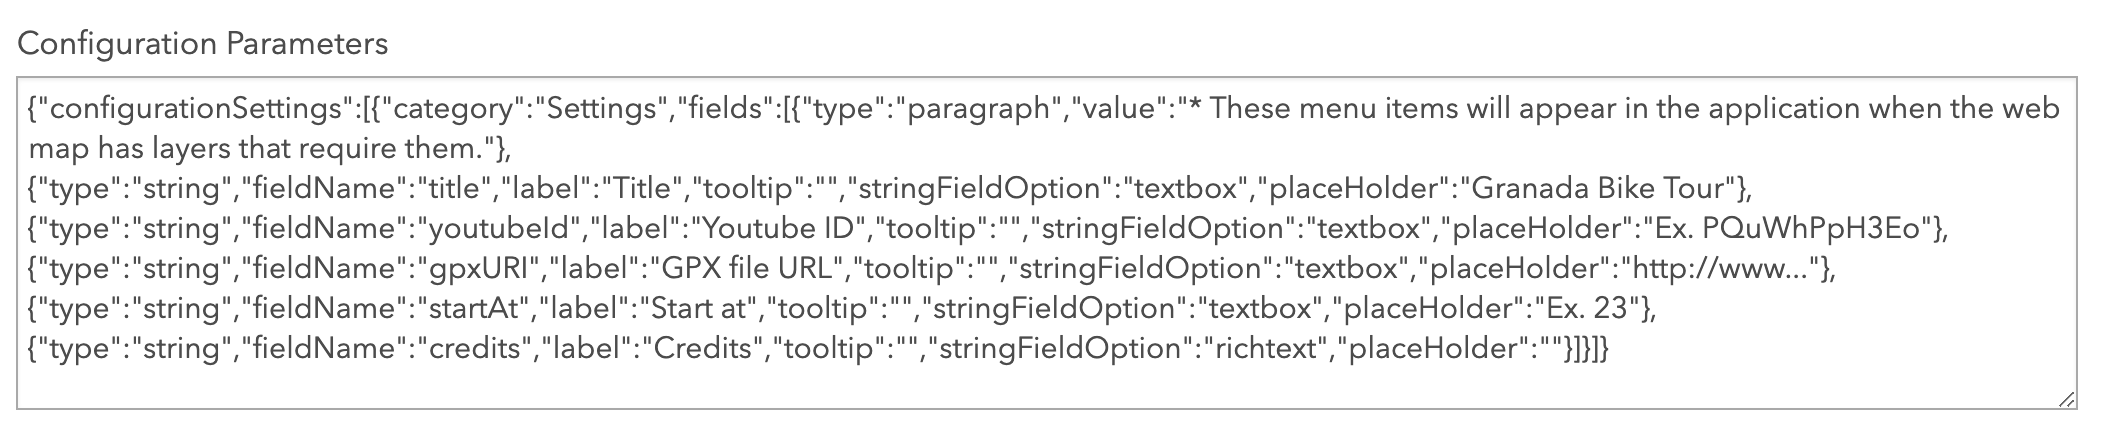 Configuration Parameters
{"configurationSettings":[{"category":"Settings","fields":[{"type":"paragraph","value":"* These menu items will appear in the application when the web
map has layers that require them."},
{"type":"string","fieldName":"title","label":"Title","tooltip":"","stringFieldOption":"textbox","placeHolder":"Granada Bike Tour"},
{"type":"string","fieldName":"youtubeId","label":"Youtube ID","tooltip":"","stringFieldOption":"textbox","placeHolder":"Ex. PQuWhPpH3Eo"},
{"type":"string","fieldName":"gpxURI","label":"GPX file URL","tooltip":"","stringFieldOption":"textbox","placeHolder":"http://www..."},
{"type":"string","fieldName":"startAt","label":"Start at","tooltip":"","stringFieldOption":"textbox","placeHolder":"Ex. 23"},
{"type":"string","fieldName":"credits","label":"Credits","tooltip":"","stringFieldOption":"richtext","placeHolder":""}]}]}